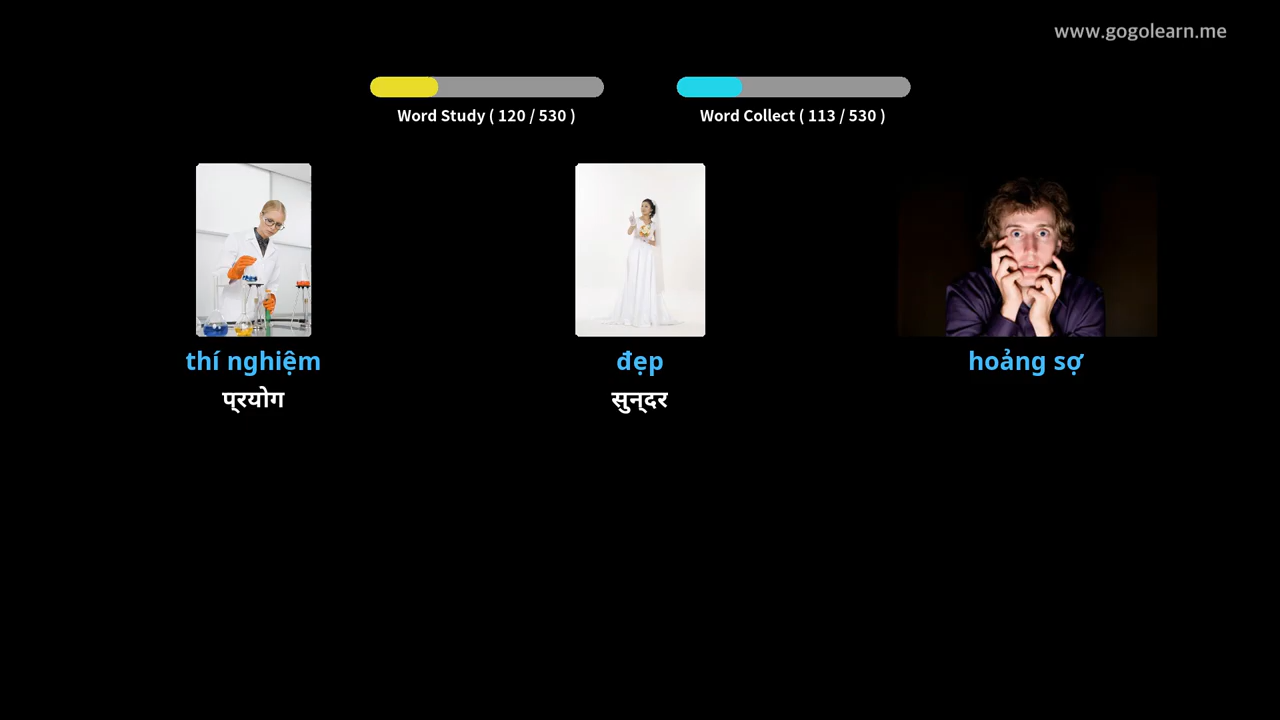 www.gogolearn.me
Word Study ( 120 / 530 )
Word Collect ( 113 / 530 )
thí nghiệm
प्रयोग
đẹp
सुन्दर
hoảng sợ